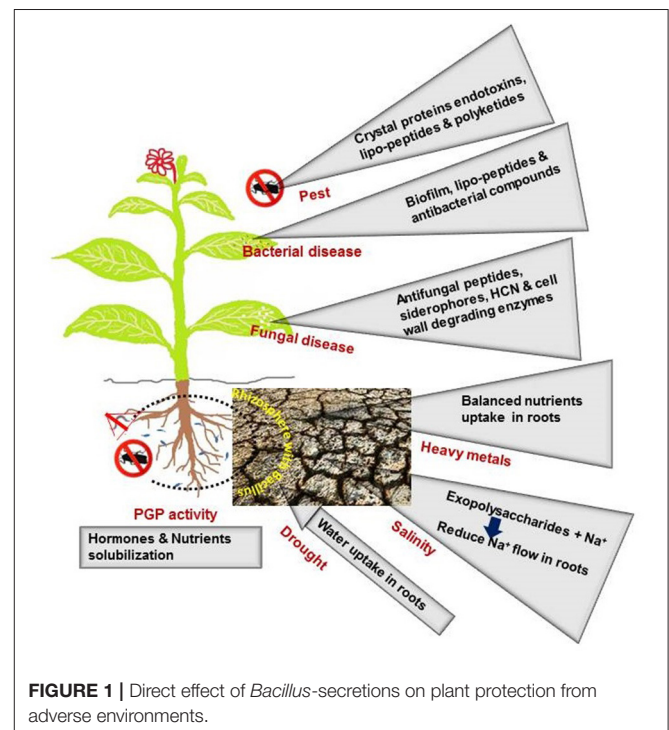 Crystal proteins endotoxins,
lipo-peptides & polyketides
Pest
Biofilm, lipo-peptides &
antibacterial compounds
Bacterial disease
Antifungal peptides,
siderophores, HCN & cell
wall degrading enzymes
Fungal disease
Rhizosphere with Bacillus
Balanced nutrients
uptake in roots
Heavy metals
Exopolysaccharides + Na⁺
Reduce Na⁺ flow in roots
Salinity
Water uptake in roots
Drought
PGP activity
Hormones & Nutrients
solubilization
FIGURE 1 | Direct effect of Bacillus-secretions on plant protection from
adverse environments.